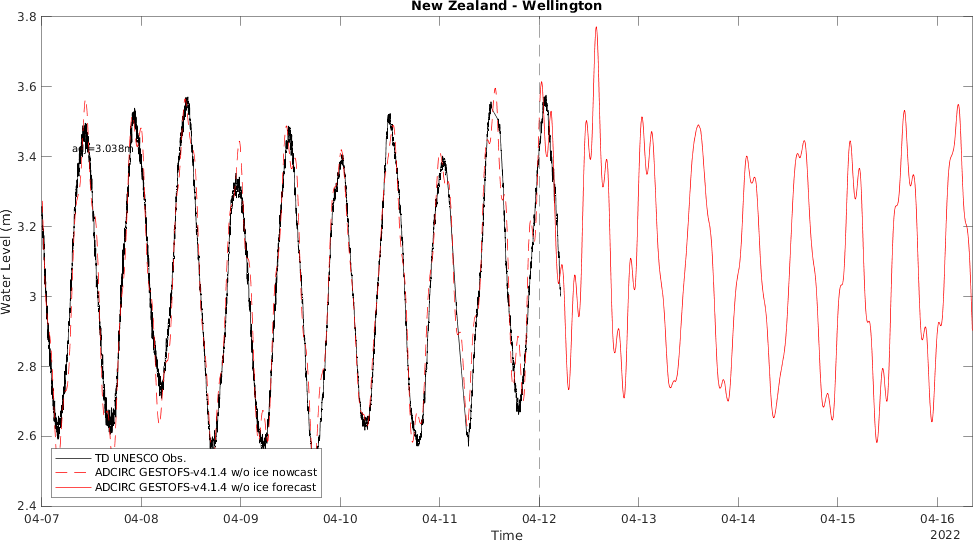 New Zealand - Wellington
Water Level (m)
3.8
3.6
3.4
3.2
3
2.8
2.6
2.4
=3.038m
TD UNESCO Obs.
ADCIRC GESTOFS-v4.1.4 w/o ice nowcast
ADCIRC GESTOFS-v4.1.4 w/o ice forecast
04-07 04-08 04-09 04-10 04-11 04-12 04-13 04-14 04-15 04-16
Time
2022